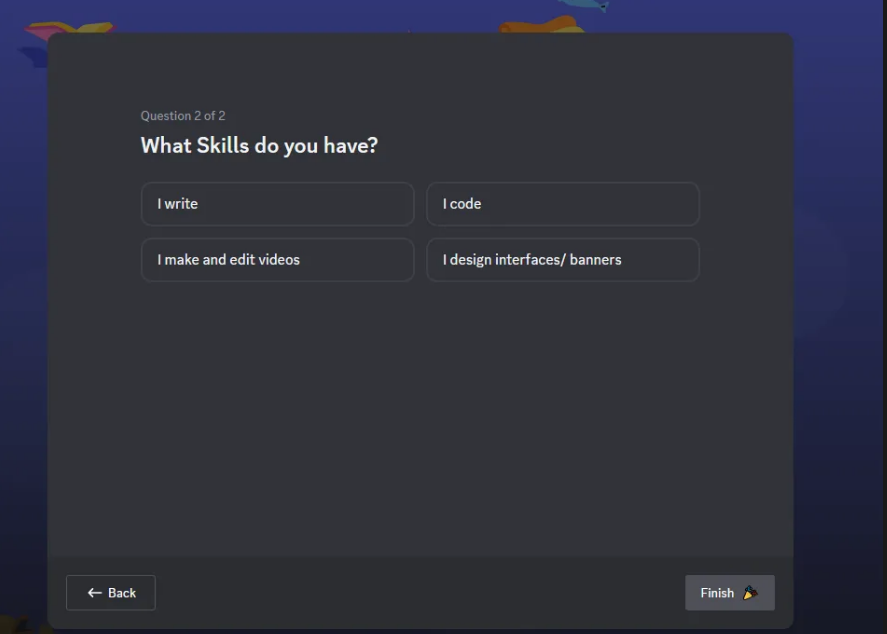 Question 2 of 2
What Skills do you have?
I write
I code
I make and edit videos
I design interfaces/ banners
← Back
Finish 🎉